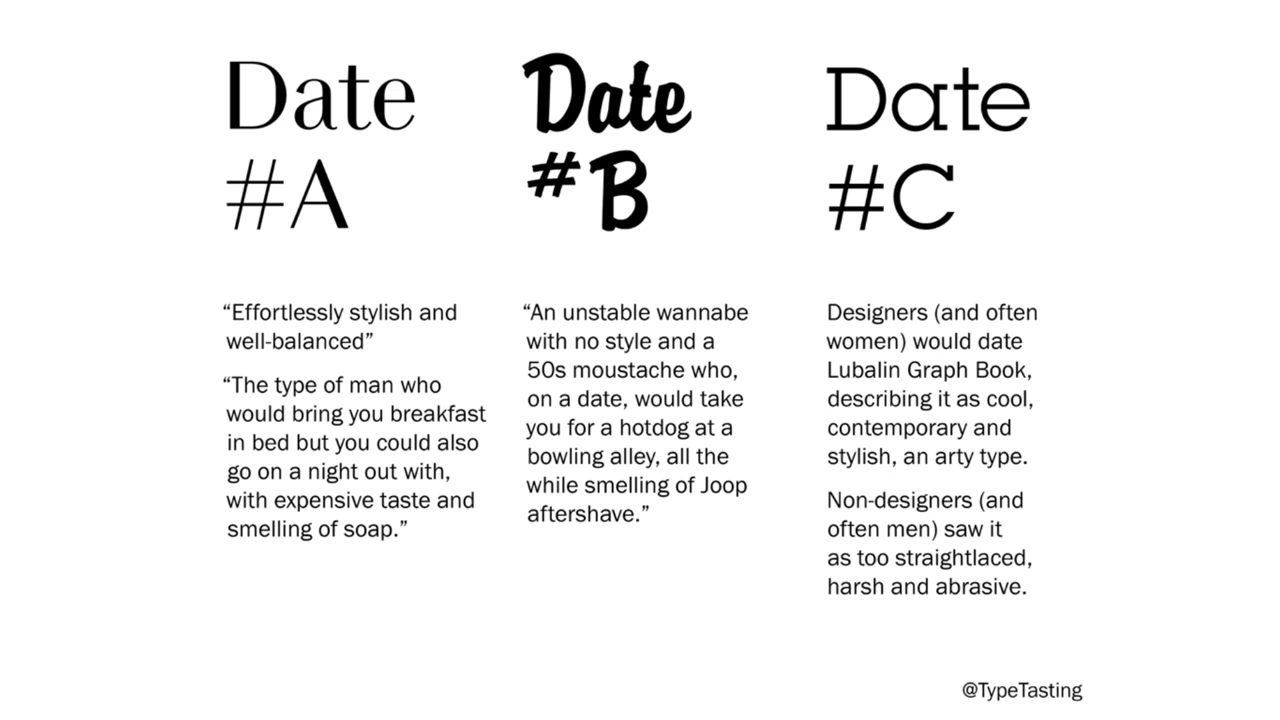 Date
#A
“Effortlessly stylish and
well-balanced”
“The type of man who
would bring you breakfast
in bed but you could also
go on a night out with,
with expensive taste and
smelling of soap.”
Date
#B
“An unstable wannabe
with no style and a
50s moustache who,
on a date, would take
you for a hotdog at a
bowling alley, all the
while smelling of Joop
aftershave.”
Date
#C
Designers (and often
women) would date
Lubalin Graph Book,
describing it as cool,
contemporary and
stylish, an arty type.
Non-designers (and
often men) saw it
as too straightlaced,
harsh and abrasive.
@TypeTasting